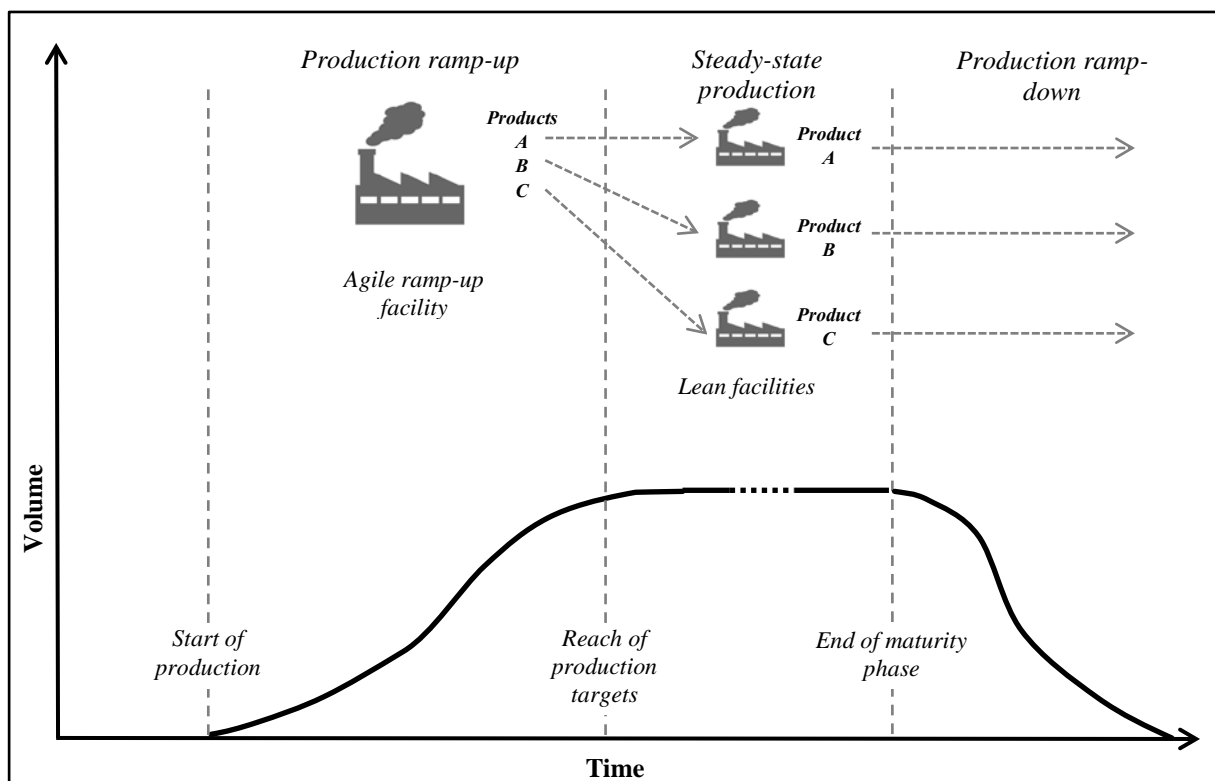 Production ramp-up
Steady-state
production
Production ramp-
down
Products
A
B
C
Product
A
Product
B
Product
C
Agile ramp-up
facility
Lean facilities
Volume
Start of
production
Reach of
production
targets
End of maturity
phase
Time